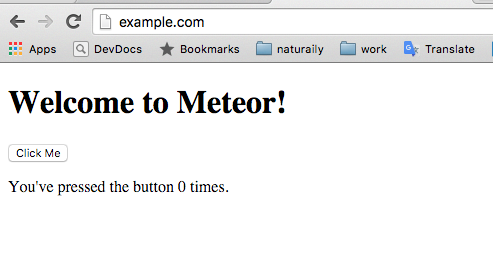 example.com
Apps DevDocs Bookmarks naturaily work Translate
Welcome to Meteor!
Click Me
You've pressed the button 0 times.